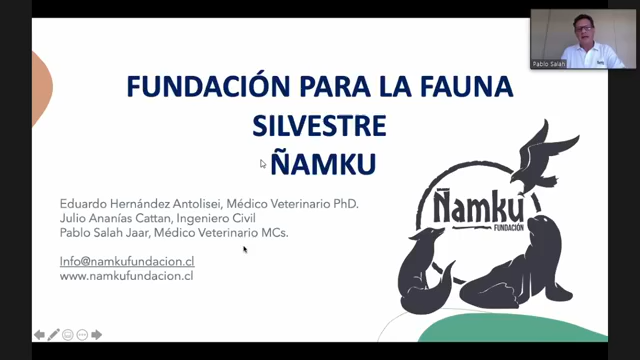 FUNDACIÓN PARA LA FAUNA
SILVESTRE
ÑAMKU
Eduardo Hernández Antolisei, Médico Veterinario PhD.
Julio Ananías Cattan, Ingeniero Civil
Pablo Salah Jaar, Médico Veterinario MCs.
Info@namkufundacion.cl
www.namkufundacion.cl
Ñamku
FUNDACIÓN
Pablo Salah